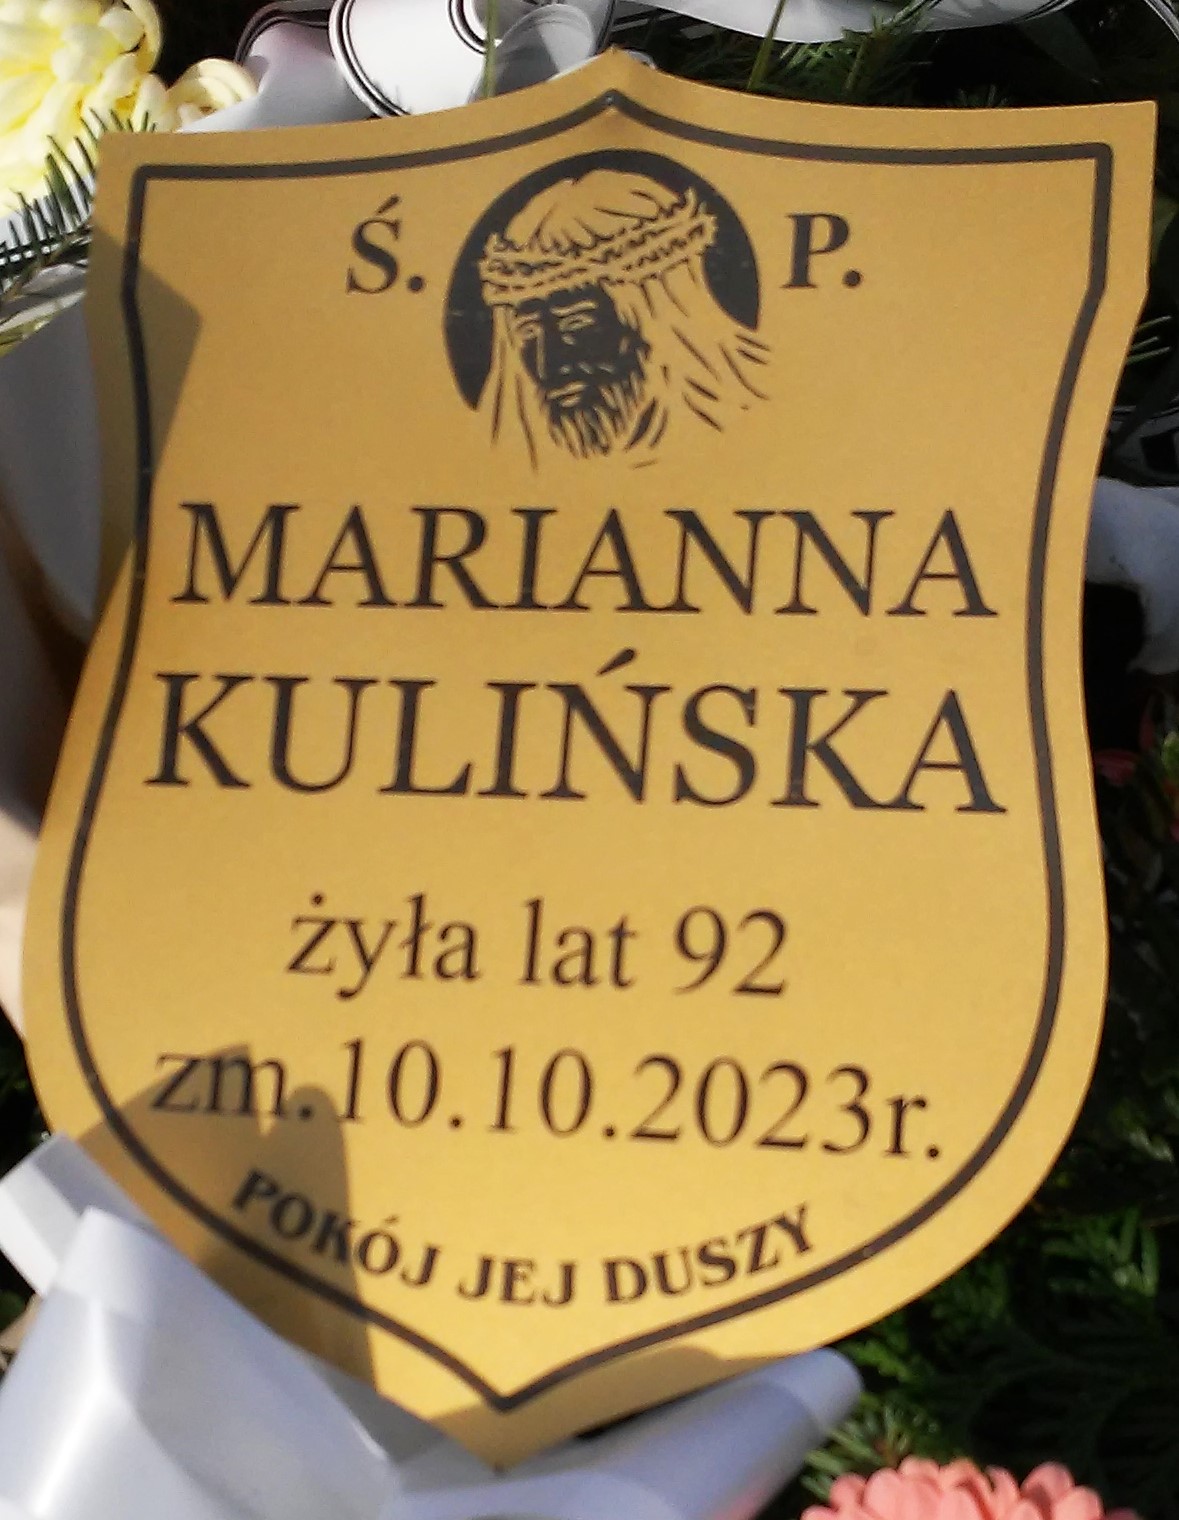 Ś. P.
MARIANNA
KULIŃSKA
żyła lat 92
zm.10.10.2023r.
POKÓJ JEJ DUSZY